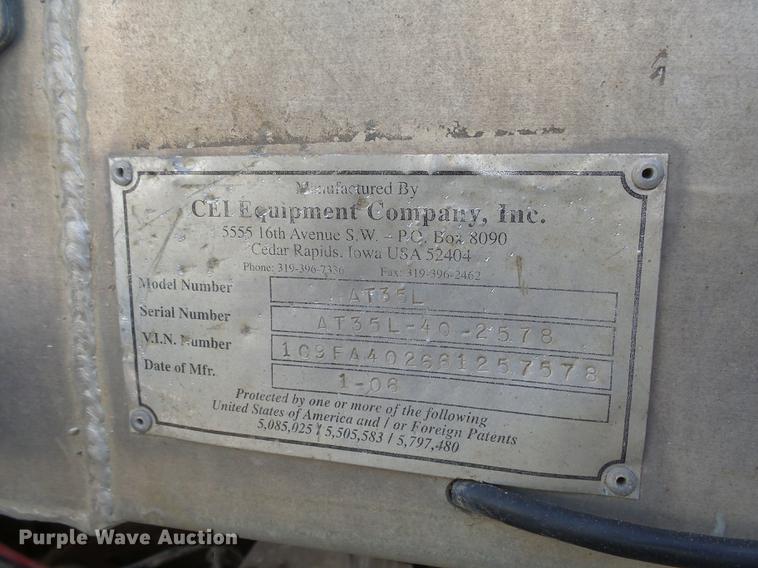 Manufactured By
CEI Equipment Company, Inc.
5555 16th Avenue S.W. - P.O. Box 8090
Cedar Rapids, Iowa USA 52404
Phone: 319-396-7336 Fax: 319-396-2462
Model Number AT35L
Serial Number AT35L-40-2578
V.I.N. Number
Date of Mfr. 1-06
Protected by one or more of the following
United States of America and / or Foreign Patents
5,085,025 / 5,505,583 / 5,797,480
Purple Wave Auction